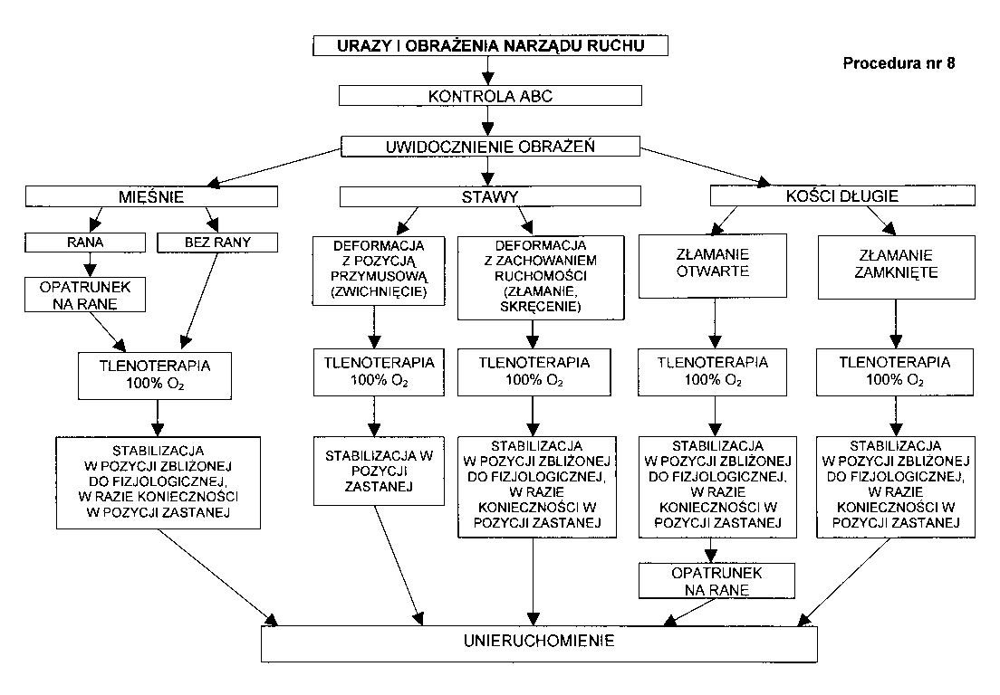 URAZY I OBRAŻENIA NARZĄDU RUCHU
Procedura nr 8
KONTROLA ABC
UWIDOCZNIENIE OBRAŻEŃ
MIĘŚNIE
STAWY
KOŚCI DŁUGIE
RANA
BEZ RANY
DEFORMACJA
Z POZYCJĄ
PRZYMUSOWĄ
(ZWICHNIĘCIE)
DEFORMACJA
Z ZACHOWANIEM
RUCHOMOŚCI
(ZŁAMANIE,
SKRĘCENIE)
ZŁAMANIE
OTWARTE
ZŁAMANIE
ZAMKNIĘTE
OPATRUNEK
NA RANĘ
TLENOTERAPIA
100% O₂
TLENOTERAPIA
100% O₂
TLENOTERAPIA
100% O₂
TLENOTERAPIA
100% O₂
TLENOTERAPIA
100% O₂
STABILIZACJA
W POZYCJI ZBLIŻONEJ
DO FIZJOLOGICZNEJ,
W RAZIE KONIECZNOŚCI
W POZYCJI ZASTANEJ
STABILIZACJA W
POZYCJI
ZASTANEJ
STABILIZACJA
W POZYCJI ZBLIŻONEJ
DO FIZJOLOGICZNEJ,
W RAZIE
KONIECZNOŚCI W
POZYCJI ZASTANEJ
STABILIZACJA
W POZYCJI ZBLIŻONEJ
DO FIZJOLOGICZNEJ,
W RAZIE
KONIECZNOŚCI W
POZYCJI ZASTANEJ
STABILIZACJA
W POZYCJI ZBLIŻONEJ
DO FIZJOLOGICZNEJ,
W RAZIE
KONIECZNOŚCI W
POZYCJI ZASTANEJ
OPATRUNEK
NA RANĘ
UNIERUCHOMIENIE